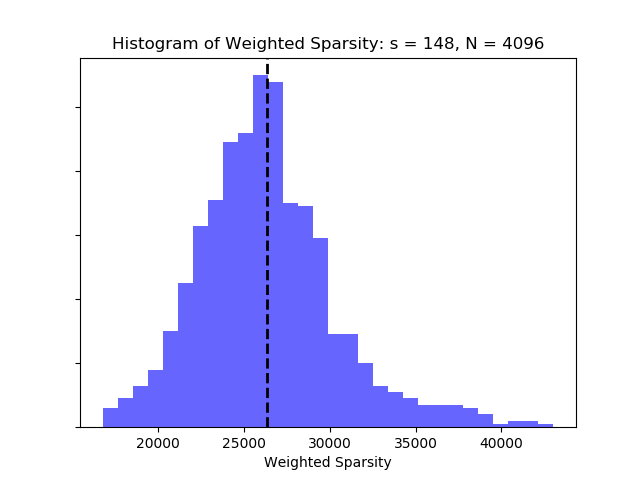 Histogram of Weighted Sparsity: s = 148, N = 4096
20000 25000 30000 35000 40000
Weighted Sparsity